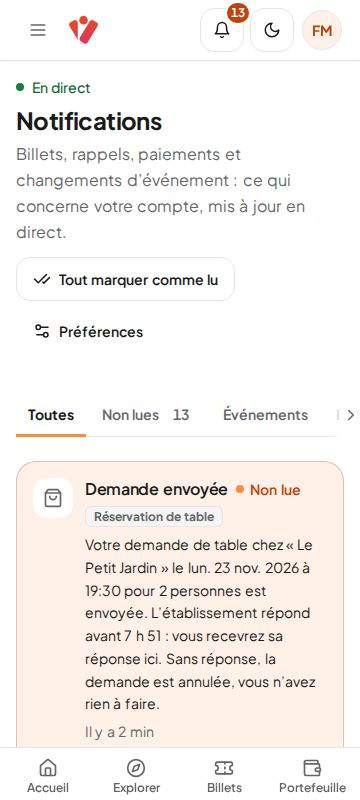 13
FM
En direct
Notifications
Billets, rappels, paiements et
changements d’événement : ce qui
concerne votre compte, mis à jour en
direct.
Tout marquer comme lu
Préférences
Toutes
Non lues 13
Événements
Demande envoyée
Non lue
Réservation de table
Votre demande de table chez « Le
Petit Jardin » le lun. 23 nov. 2026 à
19:30 pour 2 personnes est
envoyée. L’établissement répond
avant 7 h 51 : vous recevrez sa
réponse ici. Sans réponse, la
demande est annulée, vous n’avez
rien à faire.
Il y a 2 min
Accueil
Explorer
Billets
Portefeuille